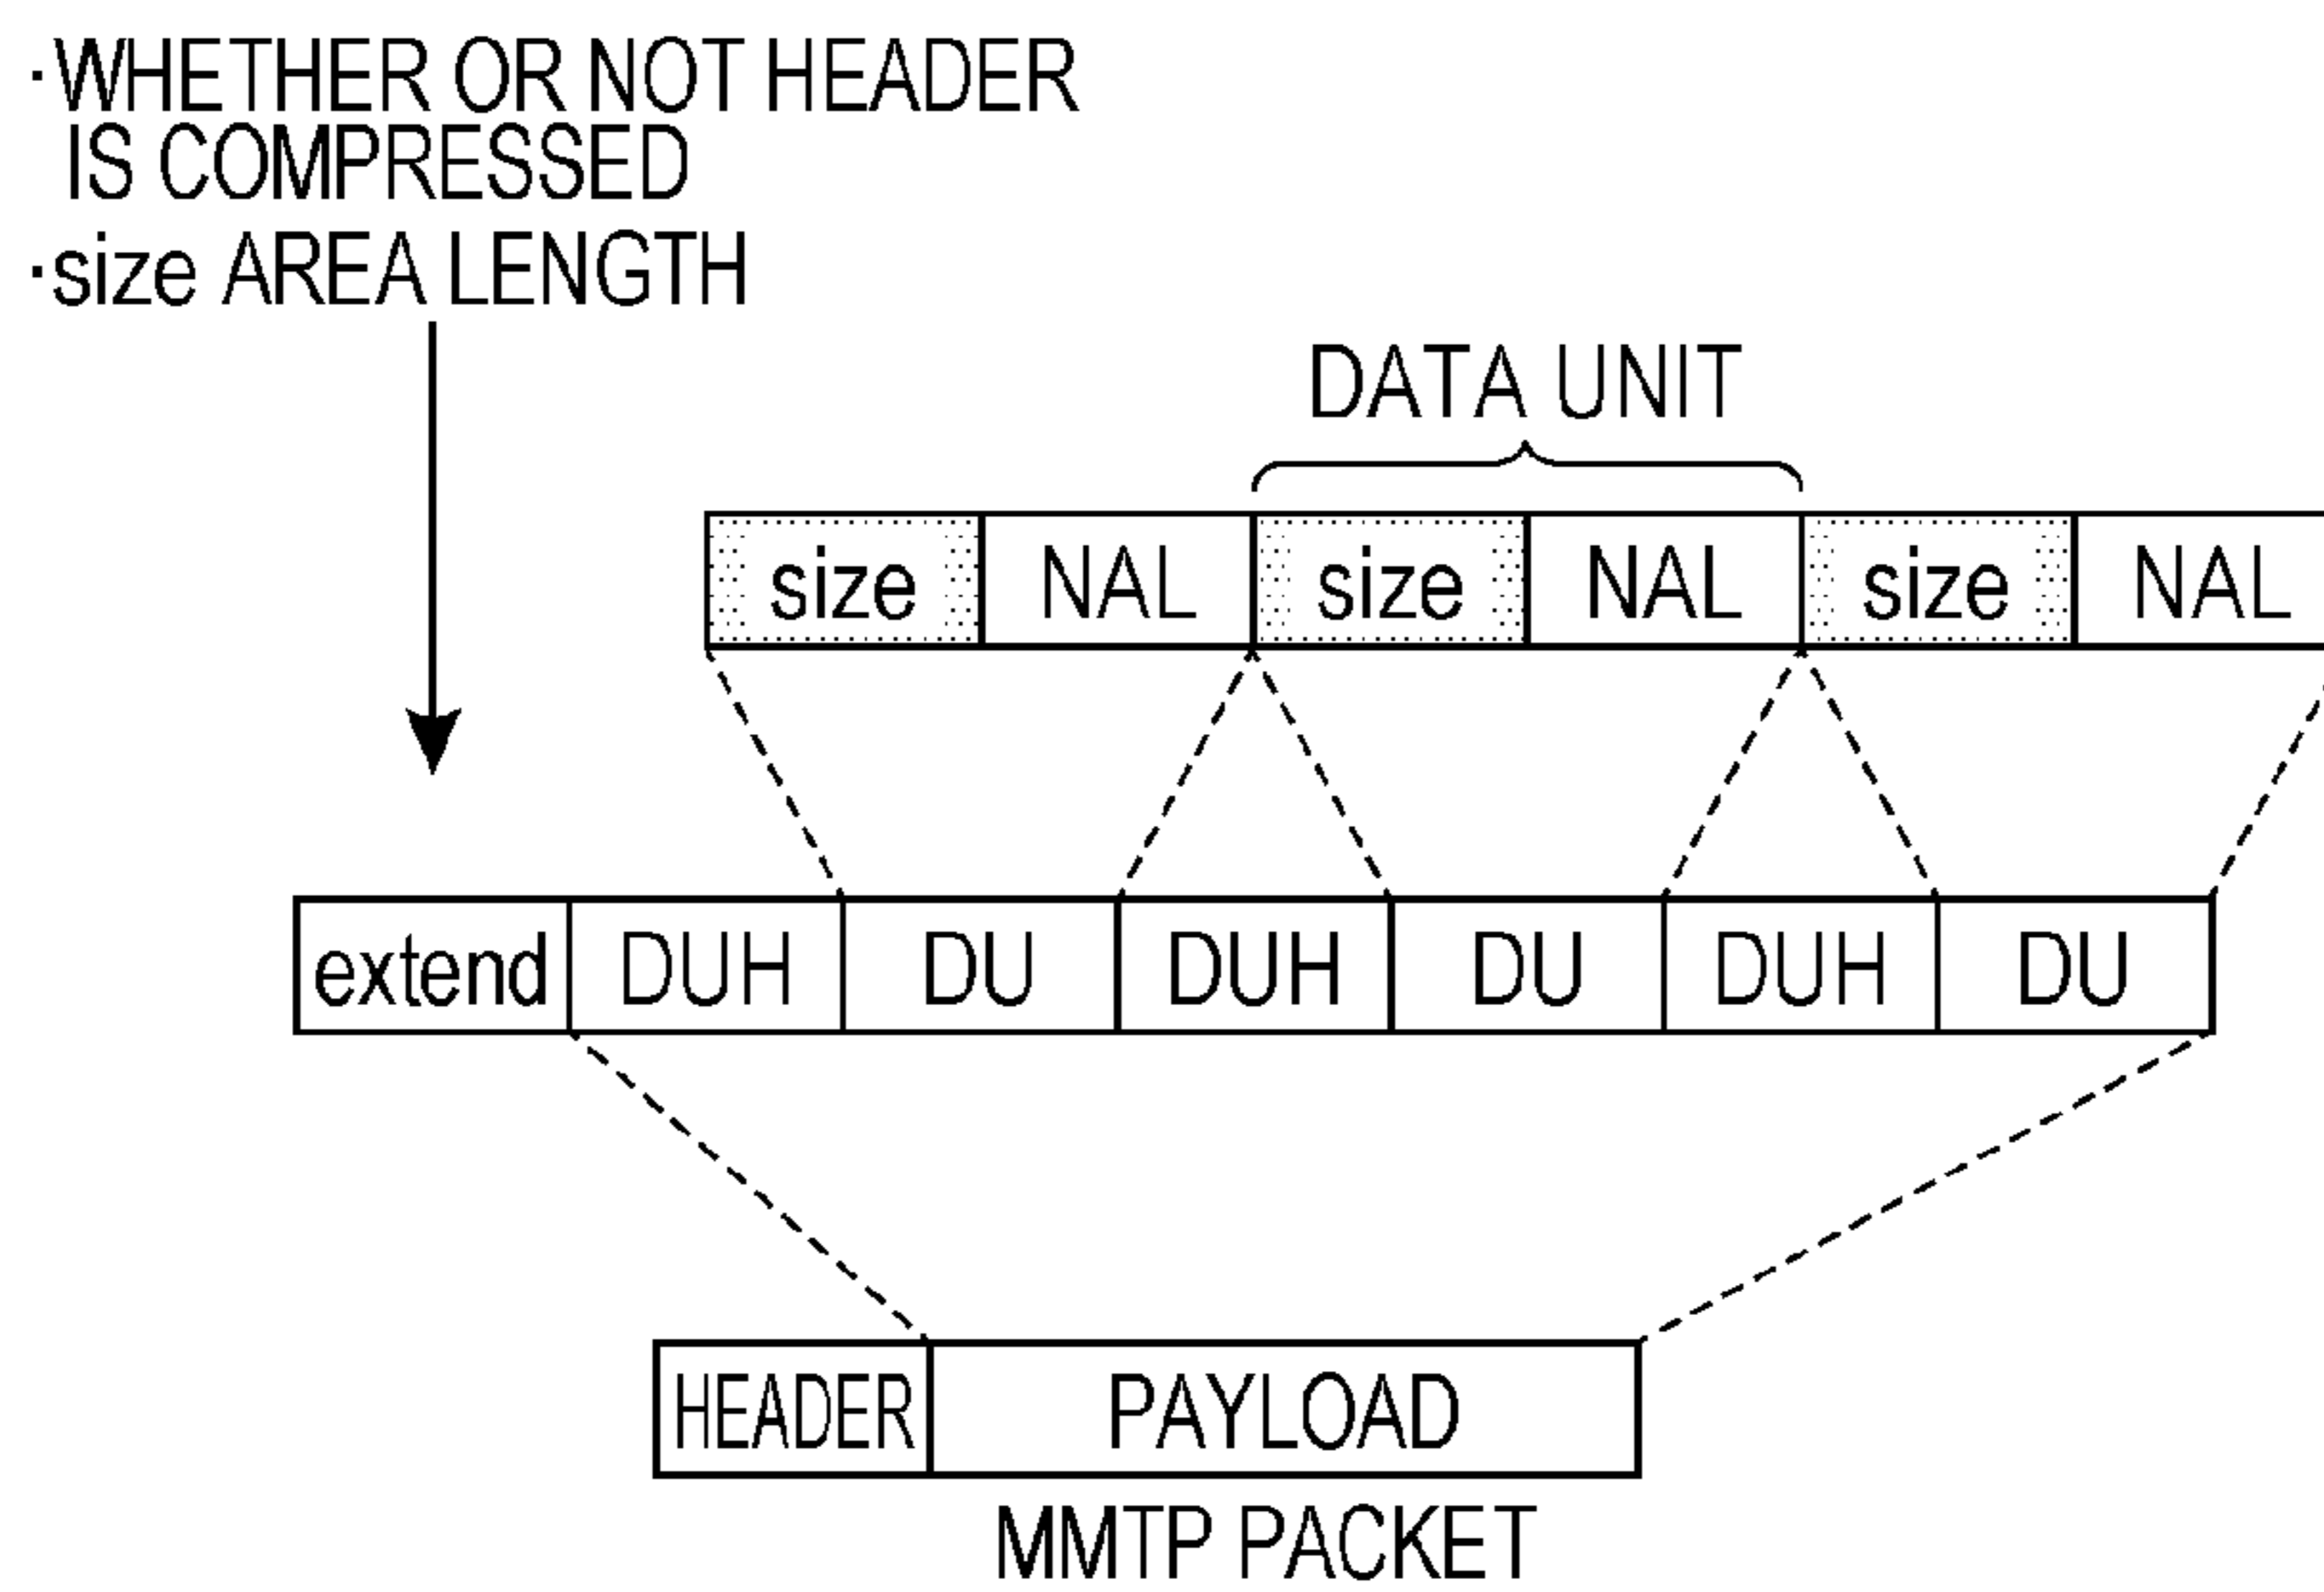 ·WHETHER OR NOT HEADER
IS COMPRESSED
·size AREA LENGTH
DATA UNIT
size NAL size NAL size NAL
extend DUH DU DUH DU DUH DU
HEADER PAYLOAD
MMTP PACKET